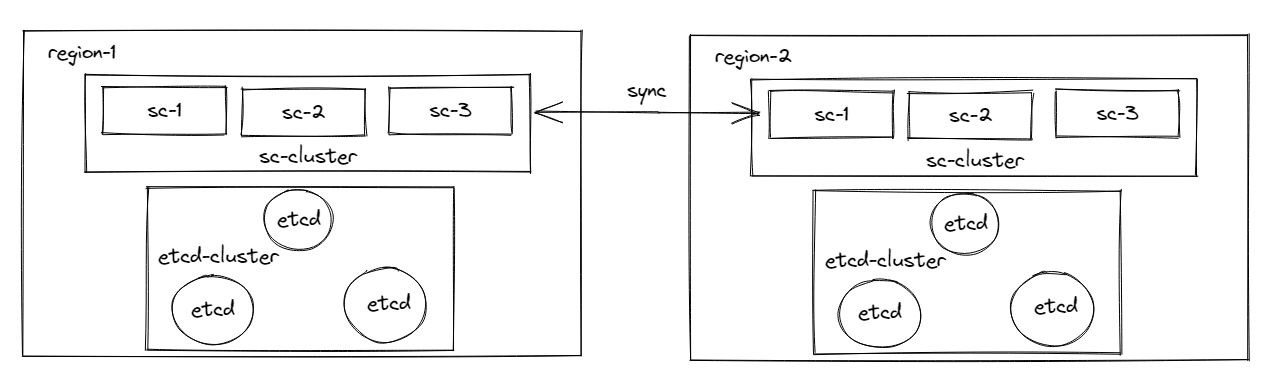 region-1
sc-1 sc-2 sc-3
sc-cluster
etcd
etcd-cluster
etcd etcd
sync
region-2
sc-1 sc-2 sc-3
sc-cluster
etcd
etcd-cluster
etcd etcd